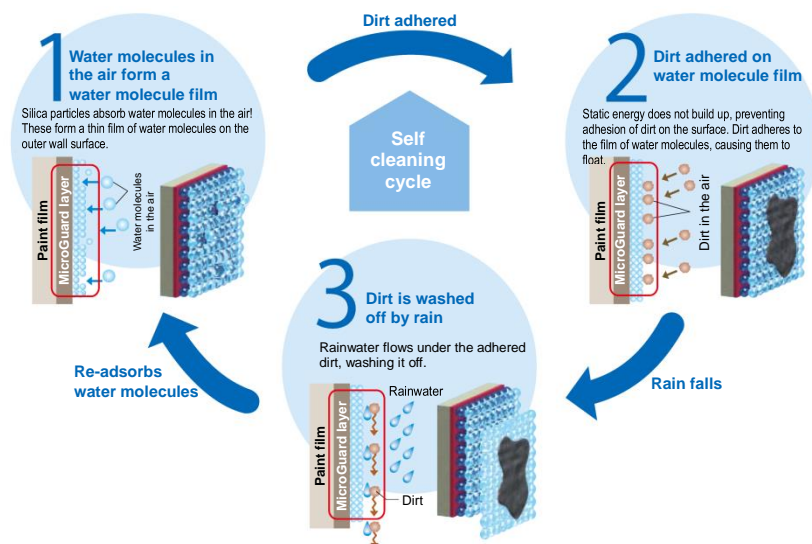 Dirt adhered
1
Water molecules in
the air form a
water molecule film
Silica particles absorb water molecules in the air!
These form a thin film of water molecules on the
outer wall surface.
Paint film
MicroGuard layer
Water molecules
in the air
Self
cleaning
cycle
2
Dirt adhered on
water molecule film
Static energy does not build up, preventing
adhesion of dirt on the surface. Dirt adheres to
the film of water molecules, causing them to
float.
Paint film
MicroGuard layer
Dirt in the air
3
Dirt is washed
off by rain
Rainwater flows under the adhered
dirt, washing it off.
Paint film
MicroGuard layer
Rainwater
Dirt
Re-adsorbs
water molecules
Rain falls